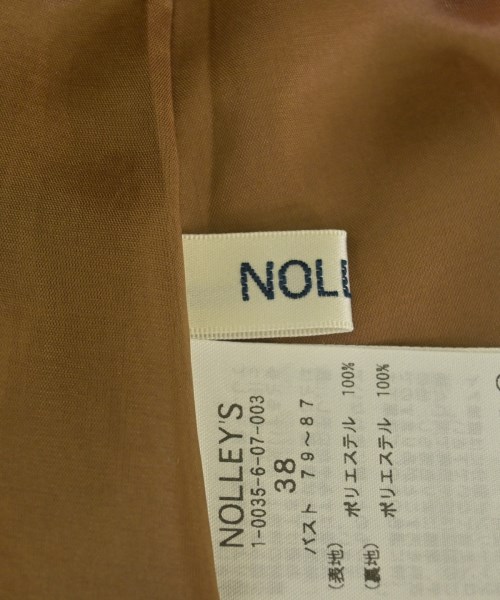 NOLL
NOLLEY'S
1-0035-6-07-003
38
バスト 79～87
(表地) ポリエステル 100%
(裏地) ポリエステル 100%